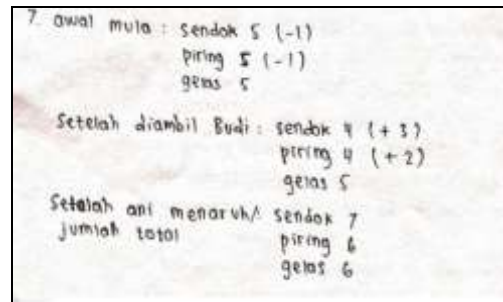 7. awal mula : sendok 5 (-1)
piring 5 (-1)
gelas 5
Setelah diambil Budi : sendok 4 (+3)
piring 4 (+2)
gelas 5
Setelah ani menaruh/ sendok 7
jumlah total piring 6
gelas 6